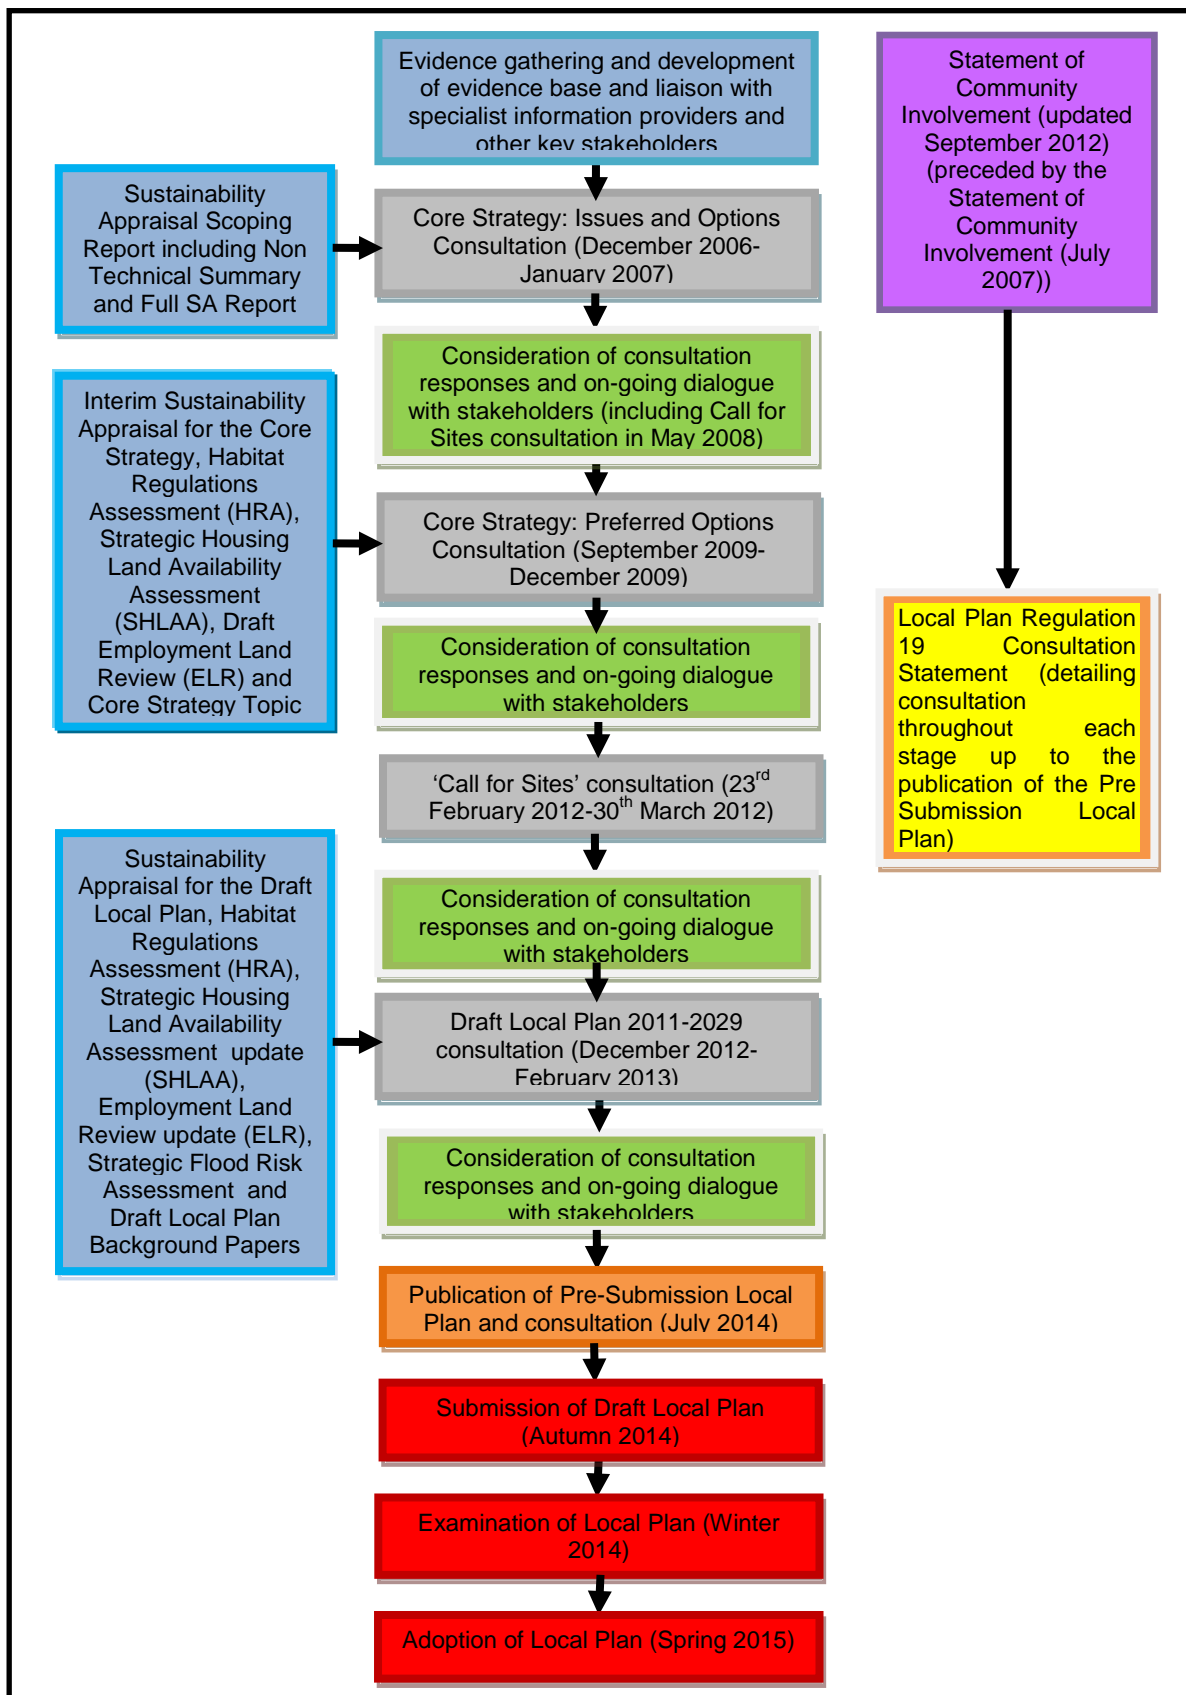 Evidence gathering and development
of evidence base and liaison with
specialist information providers and
other key stakeholders
Statement of
Community
Involvement (updated
September 2012)
(preceded by the
Statement of
Community
Involvement (July
2007))
Sustainability
Appraisal Scoping
Report including Non
Technical Summary
and Full SA Report
Core Strategy: Issues and Options
Consultation (December 2006-
January 2007)
Consideration of consultation
responses and on-going dialogue
with stakeholders (including Call for
Sites consultation in May 2008)
Interim Sustainability
Appraisal for the Core
Strategy, Habitat
Regulations
Assessment (HRA),
Strategic Housing
Land Availability
Assessment
(SHLAA), Draft
Employment Land
Review (ELR) and
Core Strategy Topic
Core Strategy: Preferred Options
Consultation (September 2009-
December 2009)
Local Plan Regulation
19 Consultation
Statement (detailing
consultation
throughout each
stage up to the
publication of the Pre
Submission Local
Plan)
Consideration of consultation
responses and on-going dialogue
with stakeholders
‘Call for Sites’ consultation (23rd
February 2012-30th March 2012)
Consideration of consultation
responses and on-going dialogue
with stakeholders
Sustainability
Appraisal for the Draft
Local Plan, Habitat
Regulations
Assessment (HRA),
Strategic Housing
Land Availability
Assessment update
(SHLAA),
Employment Land
Review update (ELR),
Strategic Flood Risk
Assessment and
Draft Local Plan
Background Papers
Draft Local Plan 2011-2029
consultation (December 2012-
February 2013)
Consideration of consultation
responses and on-going dialogue
with stakeholders
Publication of Pre-Submission Local
Plan and consultation (July 2014)
Submission of Draft Local Plan
(Autumn 2014)
Examination of Local Plan (Winter
2014)
Adoption of Local Plan (Spring 2015)